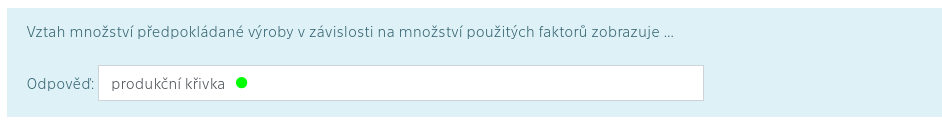 Vztah množství předpokládané výroby v závislosti na množství použitých faktorů zobrazuje ...
Odpověď: produkční křivka